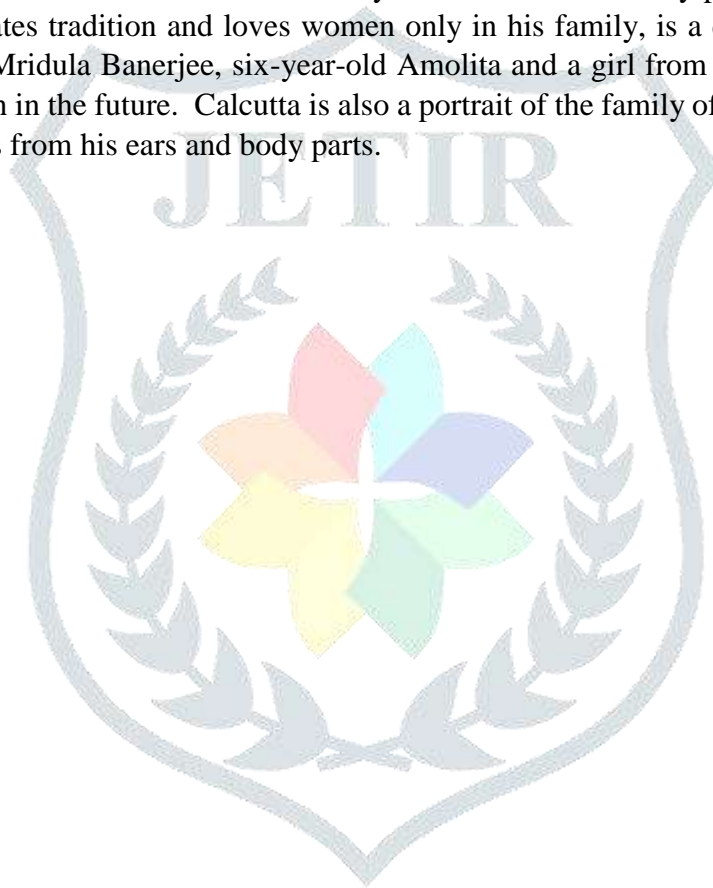 ates tradition and loves women only in his family, is a
Mridula Banerjee, six-year-old Amolita and a girl from
n in the future. Calcutta is also a portrait of the family of
s from his ears and body parts.
JETIR